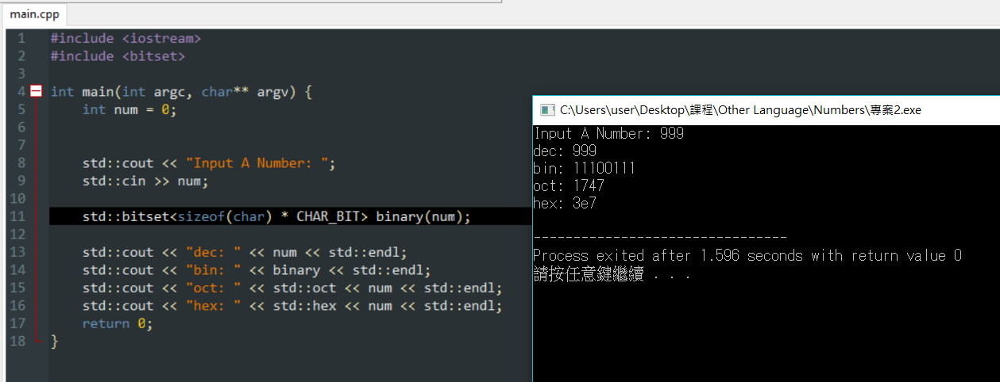 main.cpp
1 #include <iostream>
2 #include <bitset>
3
4 int main(int argc, char** argv) {
5     int num = 0;
6
7
8     std::cout << "Input A Number: ";
9     std::cin >> num;
10
11     std::bitset<sizeof(char) * CHAR_BIT> binary(num);
12
13     std::cout << "dec: " << num << std::endl;
14     std::cout << "bin: " << binary << std::endl;
15     std::cout << "oct: " << std::oct << num << std::endl;
16     std::cout << "hex: " << std::hex << num << std::endl;
17     return 0;
18 }
C:\Users\user\Desktop\課程\Other Language\Numbers\專案2.exe
Input A Number: 999
dec: 999
bin: 11100111
oct: 1747
hex: 3e7
--------------------------------
Process exited after 1.596 seconds with return value 0
請按任意鍵繼續 . . .